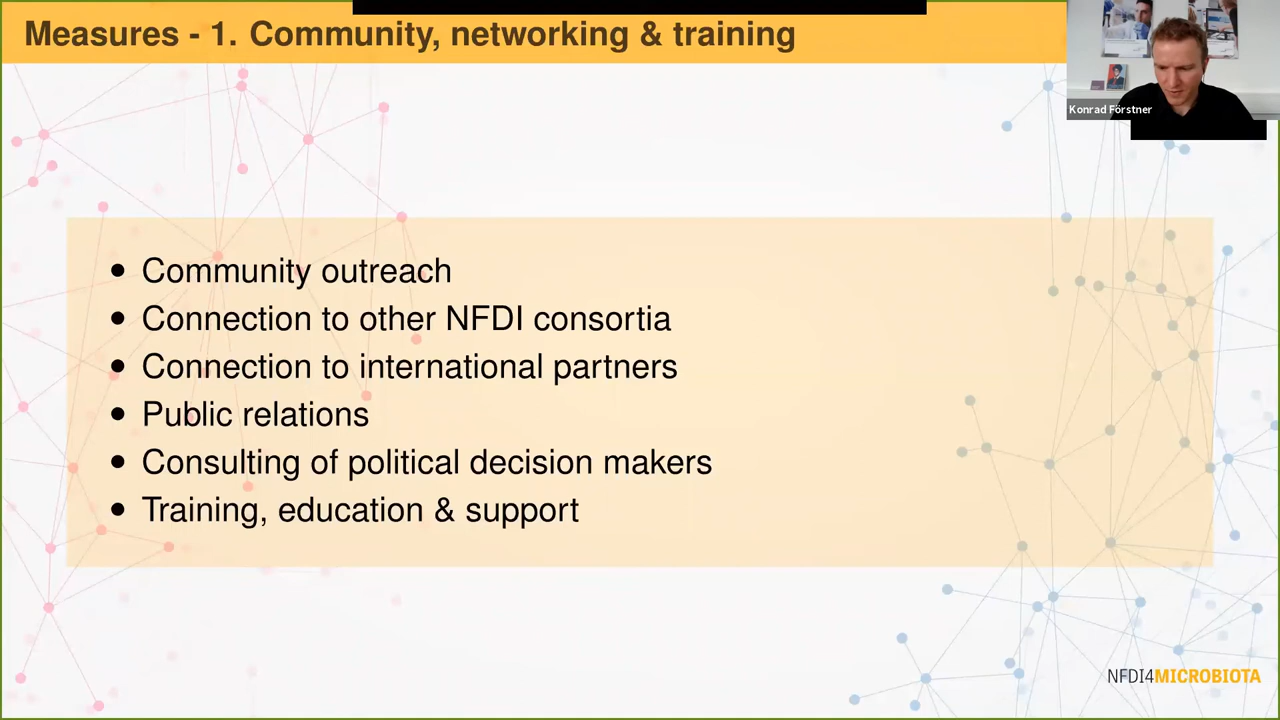 Measures - 1. Community, networking & training
Konrad Förstner
Community outreach
Connection to other NFDI consortia
Connection to international partners
Public relations
Consulting of political decision makers
Training, education & support
NFDI4MICROBIOTA